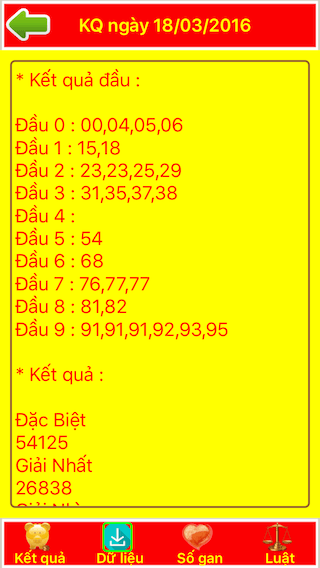 KQ ngày 18/03/2016
* Kết quả đầu :
Đầu 0 : 00,04,05,06
Đầu 1 : 15,18
Đầu 2 : 23,23,25,29
Đầu 3 : 31,35,37,38
Đầu 4 :
Đầu 5 : 54
Đầu 6 : 68
Đầu 7 : 76,77,77
Đầu 8 : 81,82
Đầu 9 : 91,91,91,92,93,95
* Kết quả :
Đặc Biệt
54125
Giải Nhất
26838
Kết quả
Dữ liệu
Số gan
Luật